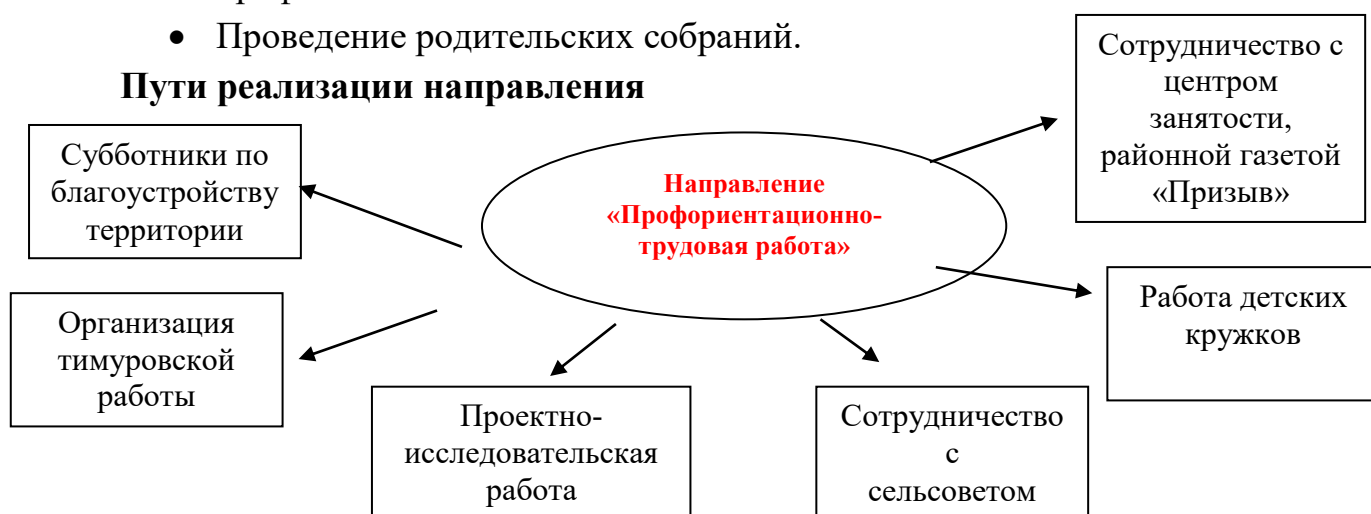 • Проведение родительских собраний.
Пути реализации направления
Сотрудничество с
центром
занятости,
районной газетой
«Призыв»
Субботники по
благоустройству
территории
Направление
«Профориентационно-
трудовая работа»
Работа детских
кружков
Организация
тимуровской
работы
Проектно-
исследовательская
работа
Сотрудничество
с
сельсоветом